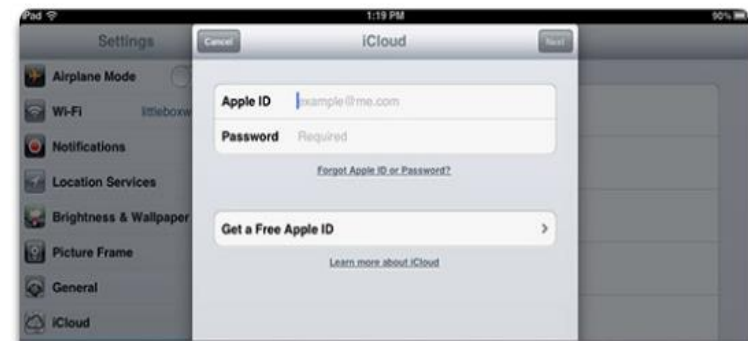 iPad 1:19 PM 90%
Settings Cancel iCloud Next
Airplane Mode
Wi-Fi littleboxw
Notifications
Location Services
Brightness & Wallpaper
Picture Frame
General
iCloud
Apple ID example@me.com
Password Required
Forgot Apple ID or Password?
Get a Free Apple ID
Learn more about iCloud